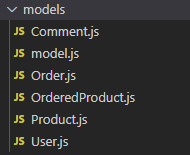 models
JS Comment.js
JS model.js
JS Order.js
JS OrderedProduct.js
JS Product.js
JS User.js